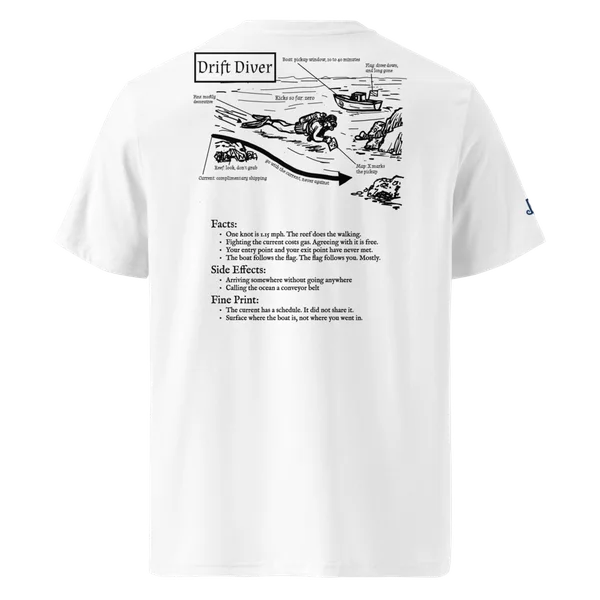 Drift Diver
Boat: pickup window, 10 to 40 minutes
Flag: dove down,
and long gone
Fins: mostly
decorative
Kicks so far: zero
Reef: look, don't grab
go with the current, never against
Map: X marks
the pickup
Current: complimentary shipping
Facts:
• One knot is 1.15 mph. The reef does the walking.
• Fighting the current costs gas. Agreeing with it is free.
• Your entry point and your exit point have never met.
• The boat follows the flag. The flag follows you. Mostly.
Side Effects:
• Arriving somewhere without going anywhere
• Calling the ocean a conveyor belt
Fine Print:
• The current has a schedule. It did not share it.
• Surface where the boat is, not where you went in.